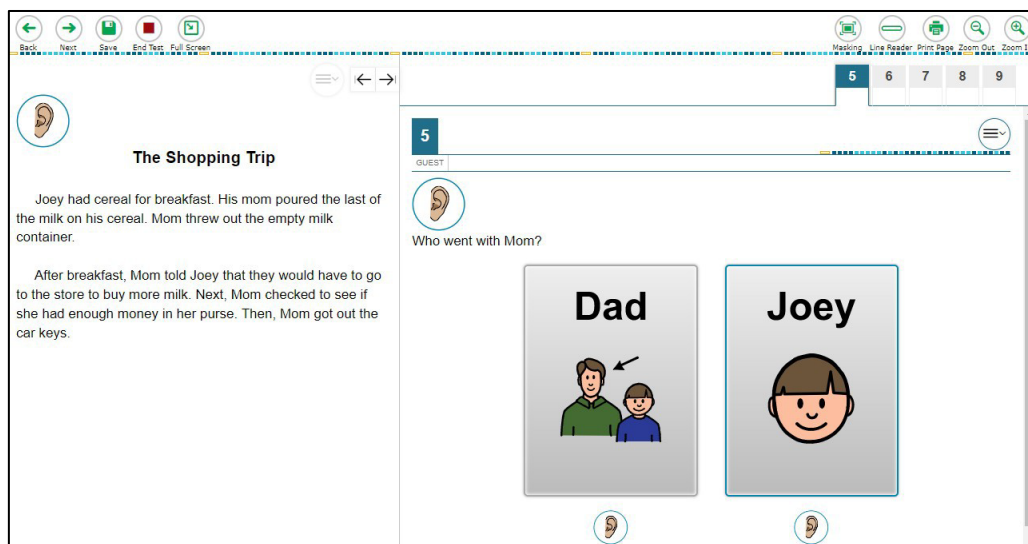 Back Next Save End Test Full Screen
Masking Line Reader Print Page Zoom Out Zoom I
5 6 7 8 9
The Shopping Trip
Joey had cereal for breakfast. His mom poured the last of
the milk on his cereal. Mom threw out the empty milk
container.
After breakfast, Mom told Joey that they would have to go
to the store to buy more milk. Next, Mom checked to see if
she had enough money in her purse. Then, Mom got out the
car keys.
5
GUEST
Who went with Mom?
Dad
Joey